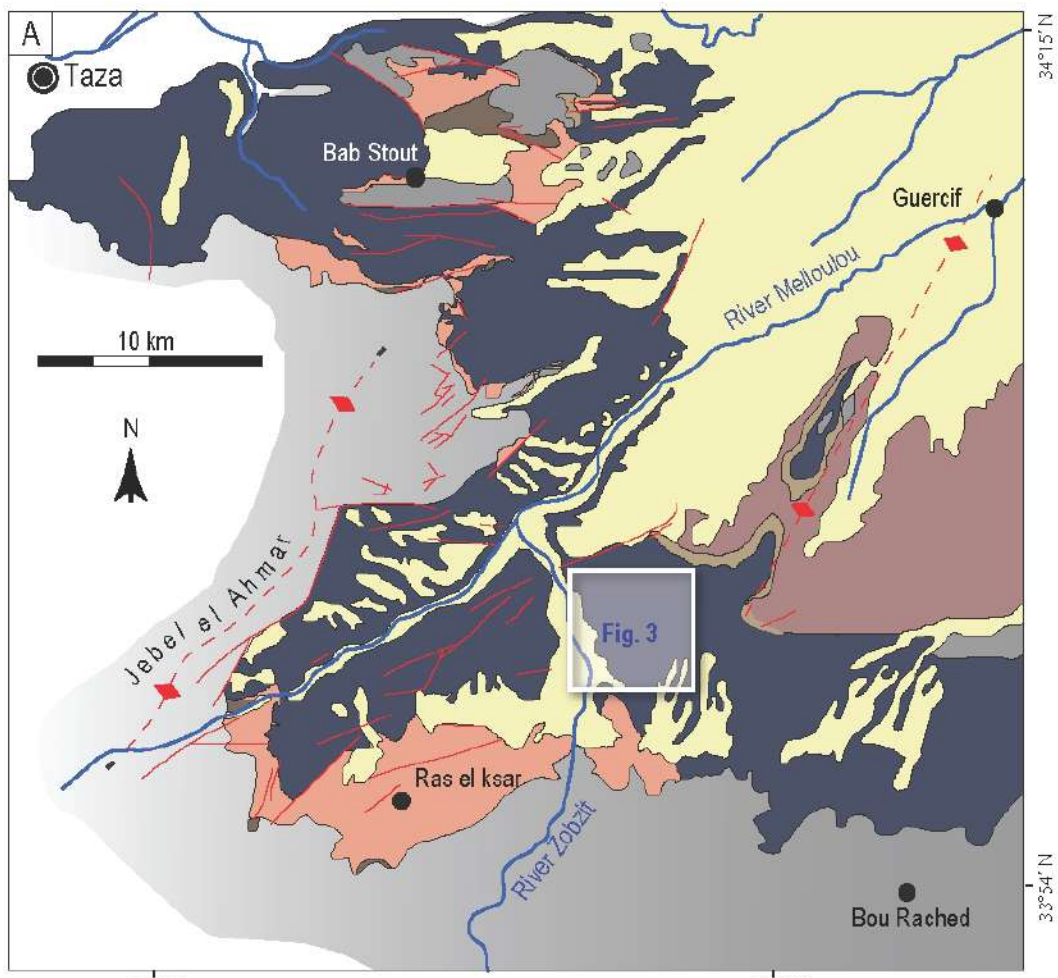 A
34°15' N
Taza
Bab Stout
Guercif
River Melloulou
10 km
N
Jebel el Ahmar
Fig. 3
Ras el ksar
River Zobzit
33°54' N
Bou Rached